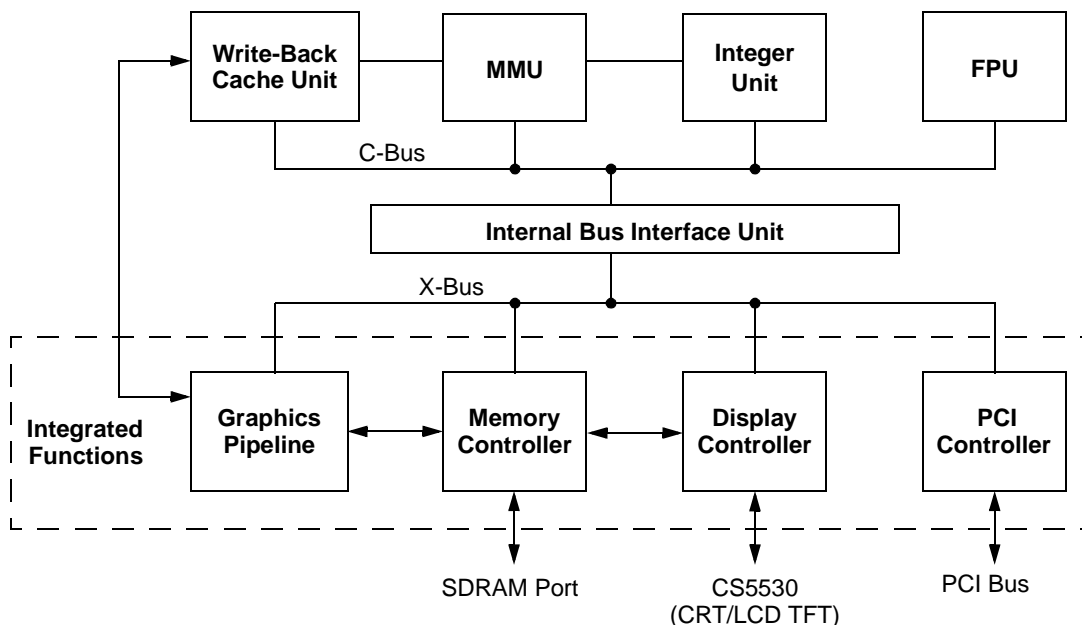 Write-Back
Cache Unit
MMU
Integer
Unit
FPU
C-Bus
Internal Bus Interface Unit
X-Bus
Integrated
Functions
Graphics
Pipeline
Memory
Controller
Display
Controller
PCI
Controller
SDRAM Port
CS5530
(CRT/LCD TFT)
PCI Bus